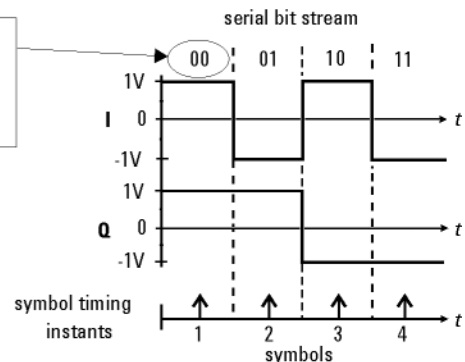 serial bit stream
00 01 10 11
1V
I 0 t
-1V
1V
Q 0 t
-1V
symbol timing
instants t
1 2 3 4
symbols